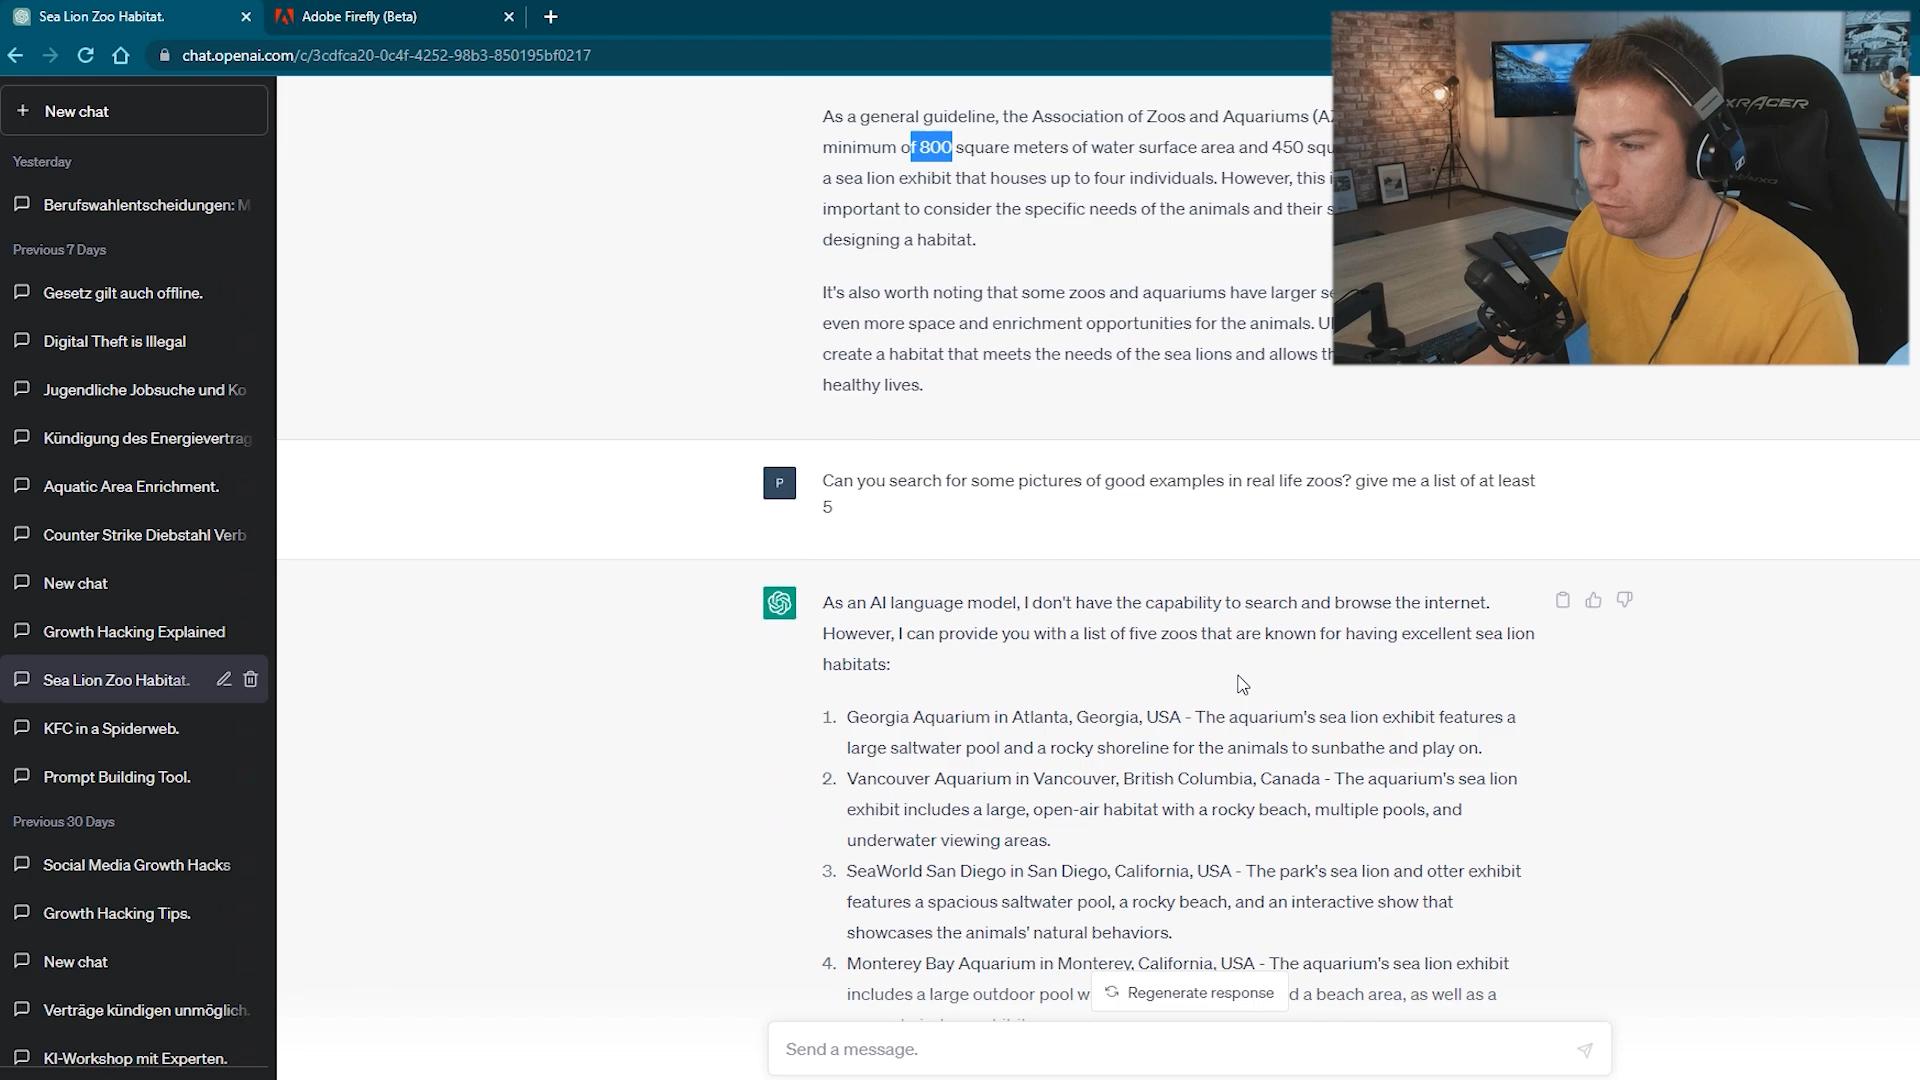 Sea Lion Zoo Habitat.
Adobe Firefly (Beta)
chat.openai.com/c/3cdfca20-0c4f-4252-98b3-850195bf0217
New chat
Yesterday
Berufswahlentscheidungen: M
Previous 7 Days
Gesetz gilt auch offline.
Digital Theft is Illegal
Jugendliche Jobsuche und Ko
Kündigung des Energievertrag
Aquatic Area Enrichment.
Counter Strike Diebstahl Verb
New chat
Growth Hacking Explained
Sea Lion Zoo Habitat.
KFC in a Spiderweb.
Prompt Building Tool.
Previous 30 Days
Social Media Growth Hacks
Growth Hacking Tips.
New chat
Verträge kündigen unmöglich.
KI-Workshop mit Experten.
As a general guideline, the Association of Zoos and Aquariums (AZ
minimum of 800 square meters of water surface area and 450 squ
a sea lion exhibit that houses up to four individuals. However, this i
important to consider the specific needs of the animals and their s
designing a habitat.
It's also worth noting that some zoos and aquariums have larger se
even more space and enrichment opportunities for the animals. Ul
create a habitat that meets the needs of the sea lions and allows th
healthy lives.
P
Can you search for some pictures of good examples in real life zoos? give me a list of at least
5
As an AI language model, I don't have the capability to search and browse the internet.
However, I can provide you with a list of five zoos that are known for having excellent sea lion
habitats:
1. Georgia Aquarium in Atlanta, Georgia, USA - The aquarium's sea lion exhibit features a
large saltwater pool and a rocky shoreline for the animals to sunbathe and play on.
2. Vancouver Aquarium in Vancouver, British Columbia, Canada - The aquarium's sea lion
exhibit includes a large, open-air habitat with a rocky beach, multiple pools, and
underwater viewing areas.
3. SeaWorld San Diego in San Diego, California, USA - The park's sea lion and otter exhibit
features a spacious saltwater pool, a rocky beach, and an interactive show that
showcases the animals' natural behaviors.
4. Monterey Bay Aquarium in Monterey, California, USA - The aquarium's sea lion exhibit
includes a large outdoor pool w
d a beach area, as well as a
Regenerate response
Send a message.
XRACER